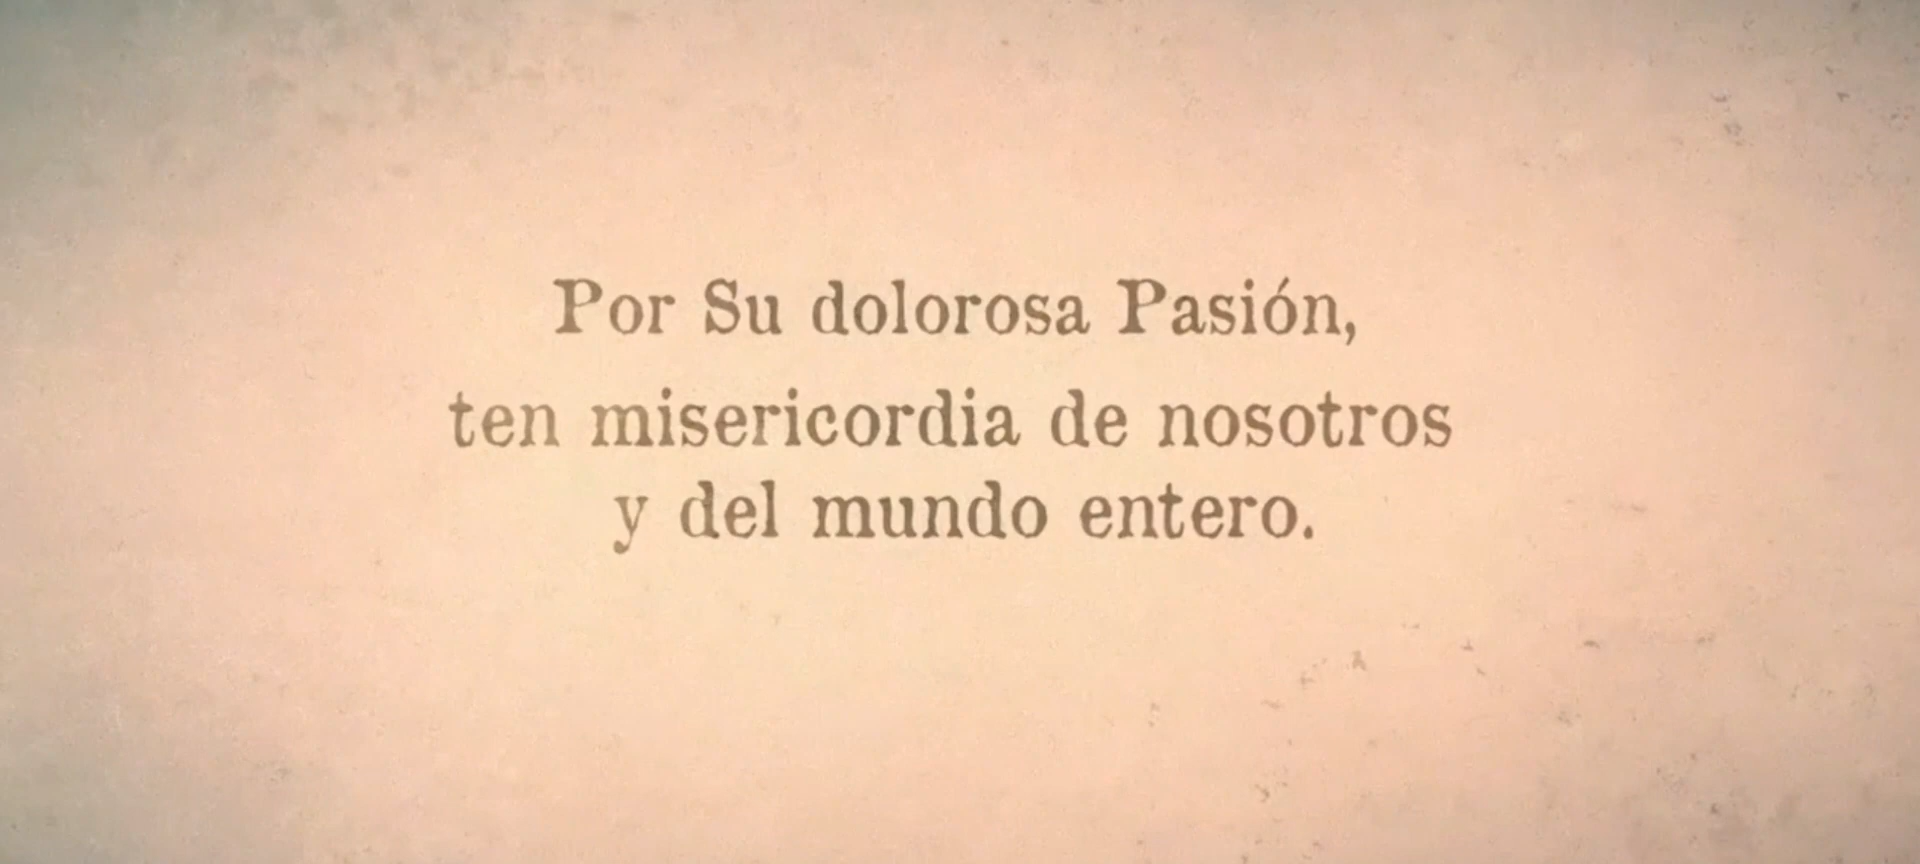 Por Su dolorosa Pasión,
ten misericordia de nosotros
y del mundo entero.